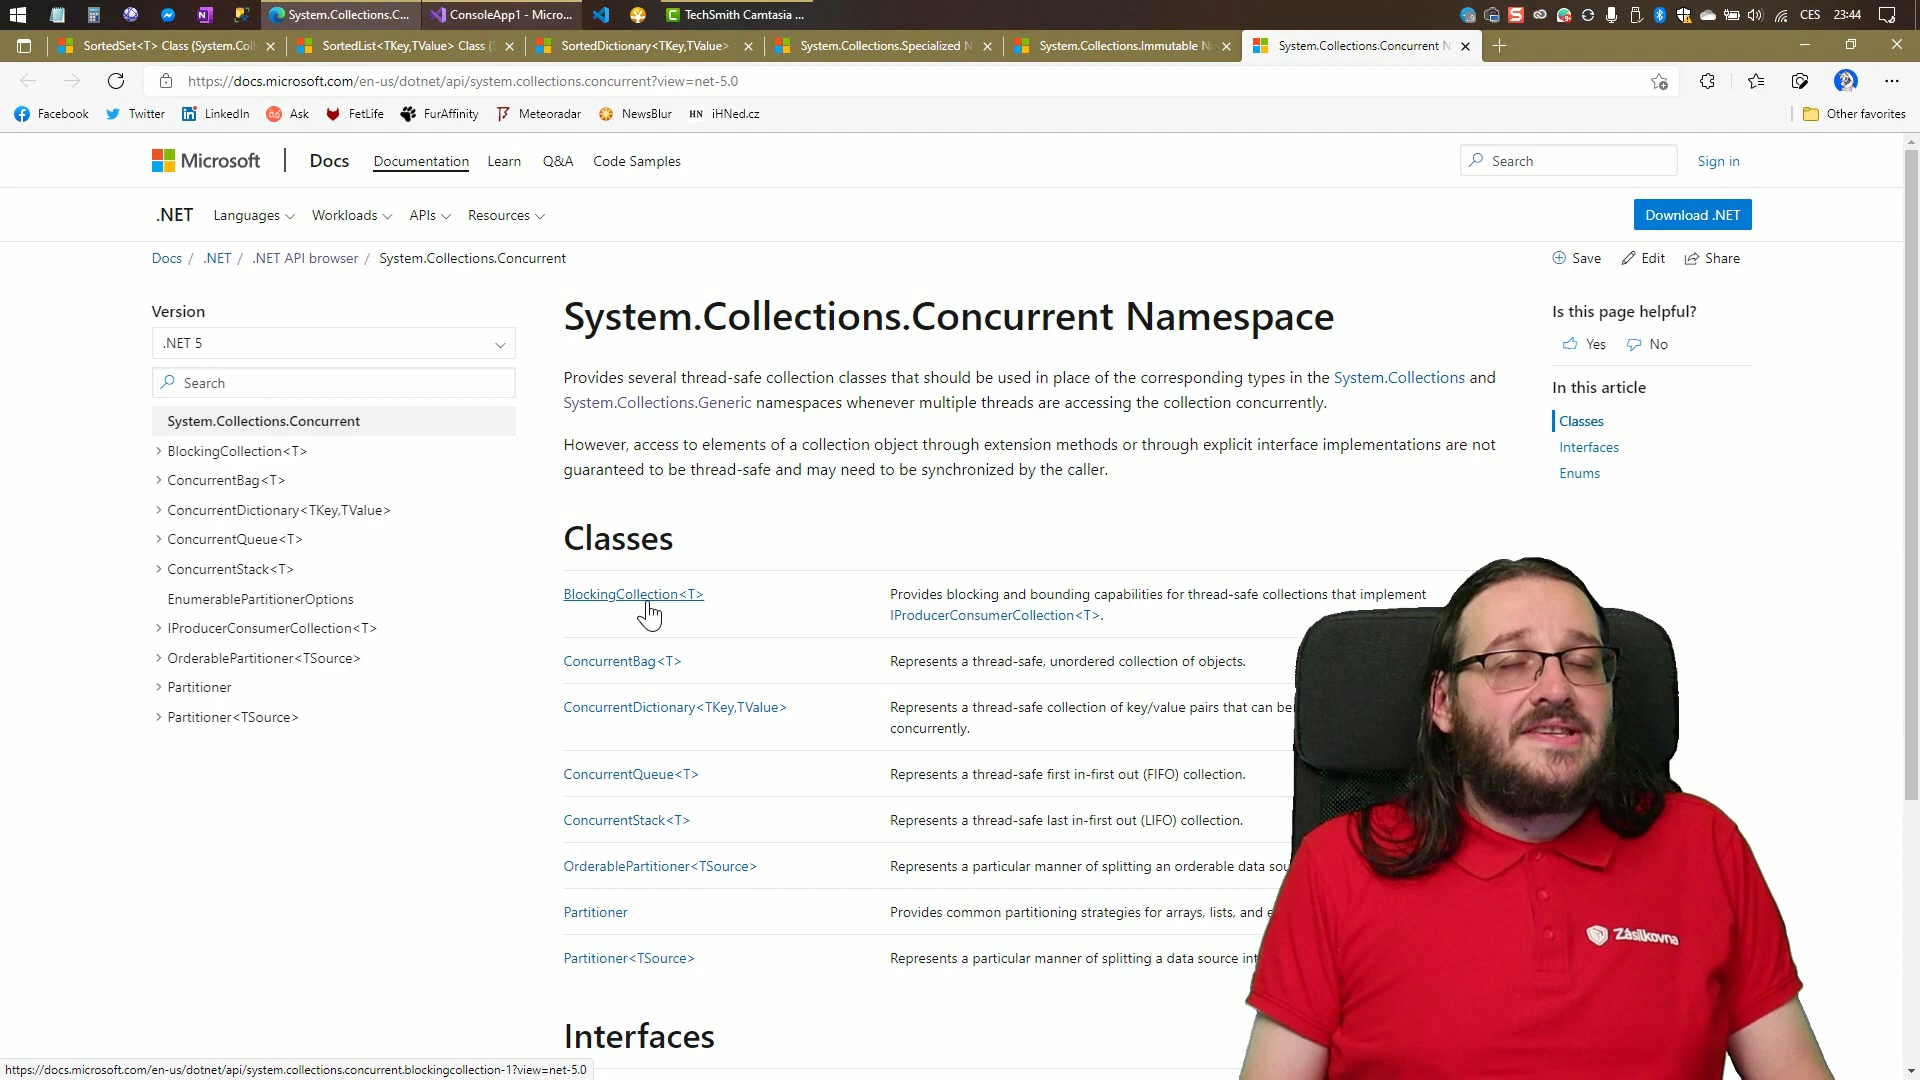 System.Collections.C...
ConsoleApp1 - Micro...
TechSmith Camtasia ...
CES
23:44
SortedSet<T> Class (System.Col
SortedList<TKey,TValue> Class (
SortedDictionary<TKey,TValue>
System.Collections.Specialized N
System.Collections.Immutable N
System.Collections.Concurrent N
https://docs.microsoft.com/en-us/dotnet/api/system.collections.concurrent?view=net-5.0
Facebook
Twitter
LinkedIn
Ask
FetLife
FurAffinity
Meteoradar
NewsBlur
HN iHNed.cz
Other favorites
Microsoft
Docs
Documentation
Learn
Q&A
Code Samples
Search
Sign in
.NET
Languages
Workloads
APIs
Resources
Download .NET
Docs / .NET / .NET API browser / System.Collections.Concurrent
Save
Edit
Share
Version
.NET 5
Search
System.Collections.Concurrent
BlockingCollection<T>
ConcurrentBag<T>
ConcurrentDictionary<TKey,TValue>
ConcurrentQueue<T>
ConcurrentStack<T>
EnumerablePartitionerOptions
IProducerConsumerCollection<T>
OrderablePartitioner<TSource>
Partitioner
Partitioner<TSource>
System.Collections.Concurrent Namespace
Provides several thread-safe collection classes that should be used in place of the corresponding types in the System.Collections and
System.Collections.Generic namespaces whenever multiple threads are accessing the collection concurrently.
However, access to elements of a collection object through extension methods or through explicit interface implementations are not
guaranteed to be thread-safe and may need to be synchronized by the caller.
Classes
BlockingCollection<T>
Provides blocking and bounding capabilities for thread-safe collections that implement
IProducerConsumerCollection<T>.
ConcurrentBag<T>
Represents a thread-safe, unordered collection of objects.
ConcurrentDictionary<TKey,TValue>
Represents a thread-safe collection of key/value pairs that can be
concurrently.
ConcurrentQueue<T>
Represents a thread-safe first in-first out (FIFO) collection.
ConcurrentStack<T>
Represents a thread-safe last in-first out (LIFO) collection.
OrderablePartitioner<TSource>
Represents a particular manner of splitting an orderable data sou
Partitioner
Provides common partitioning strategies for arrays, lists, and e
Partitioner<TSource>
Represents a particular manner of splitting a data source int
Interfaces
Is this page helpful?
Yes
No
In this article
Classes
Interfaces
Enums
Zásilkovna
https://docs.microsoft.com/en-us/dotnet/api/system.collections.concurrent.blockingcollection-1?view=net-5.0